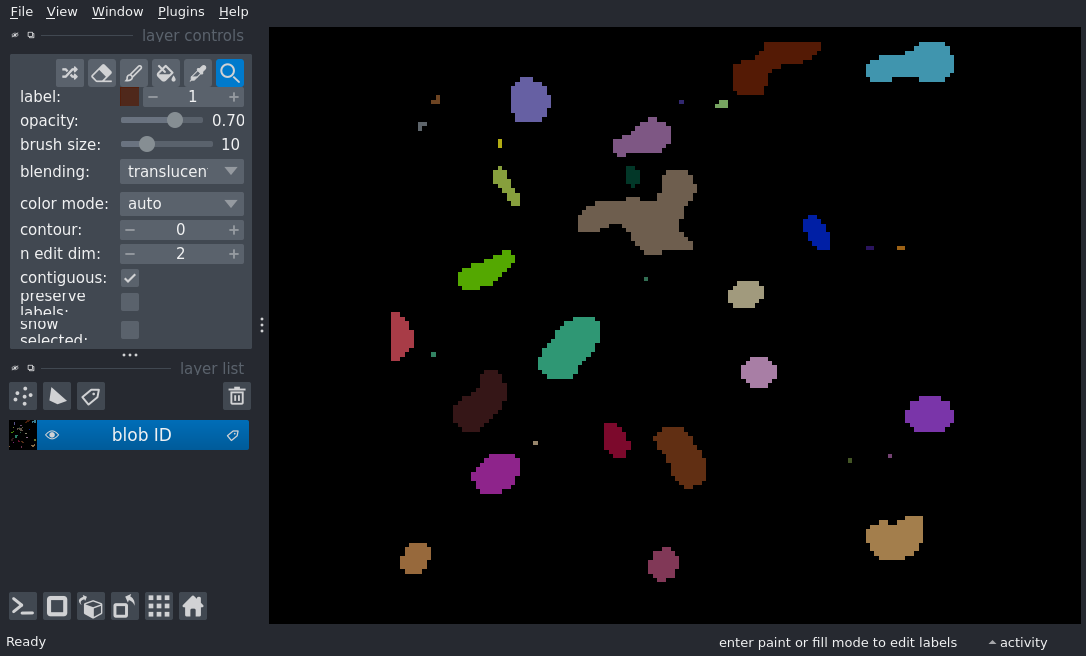 File View Window Plugins Help
layer controls
label: 1
opacity: 0.70
brush size: 10
blending: translucen
color mode: auto
contour: 0
n edit dim: 2
contiguous:
preserve
labels:
show
selected:
layer list
blob ID
Ready enter paint or fill mode to edit labels activity